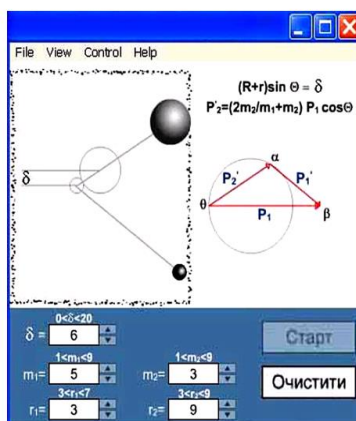 File View Control Help
(R+r)sin Θ = δ
P'₂=(2m₂/m₁+m₂) P₁ cosΘ
δ
α
P₂' P₁'
θ P₁ β
0<δ<20
δ = 6
Старт
1<m₁<9 1<m₂<9
m₁= 5 m₂= 3
Очистити
3<r₁<7 3<r₂<9
r₁= 3 r₂= 9